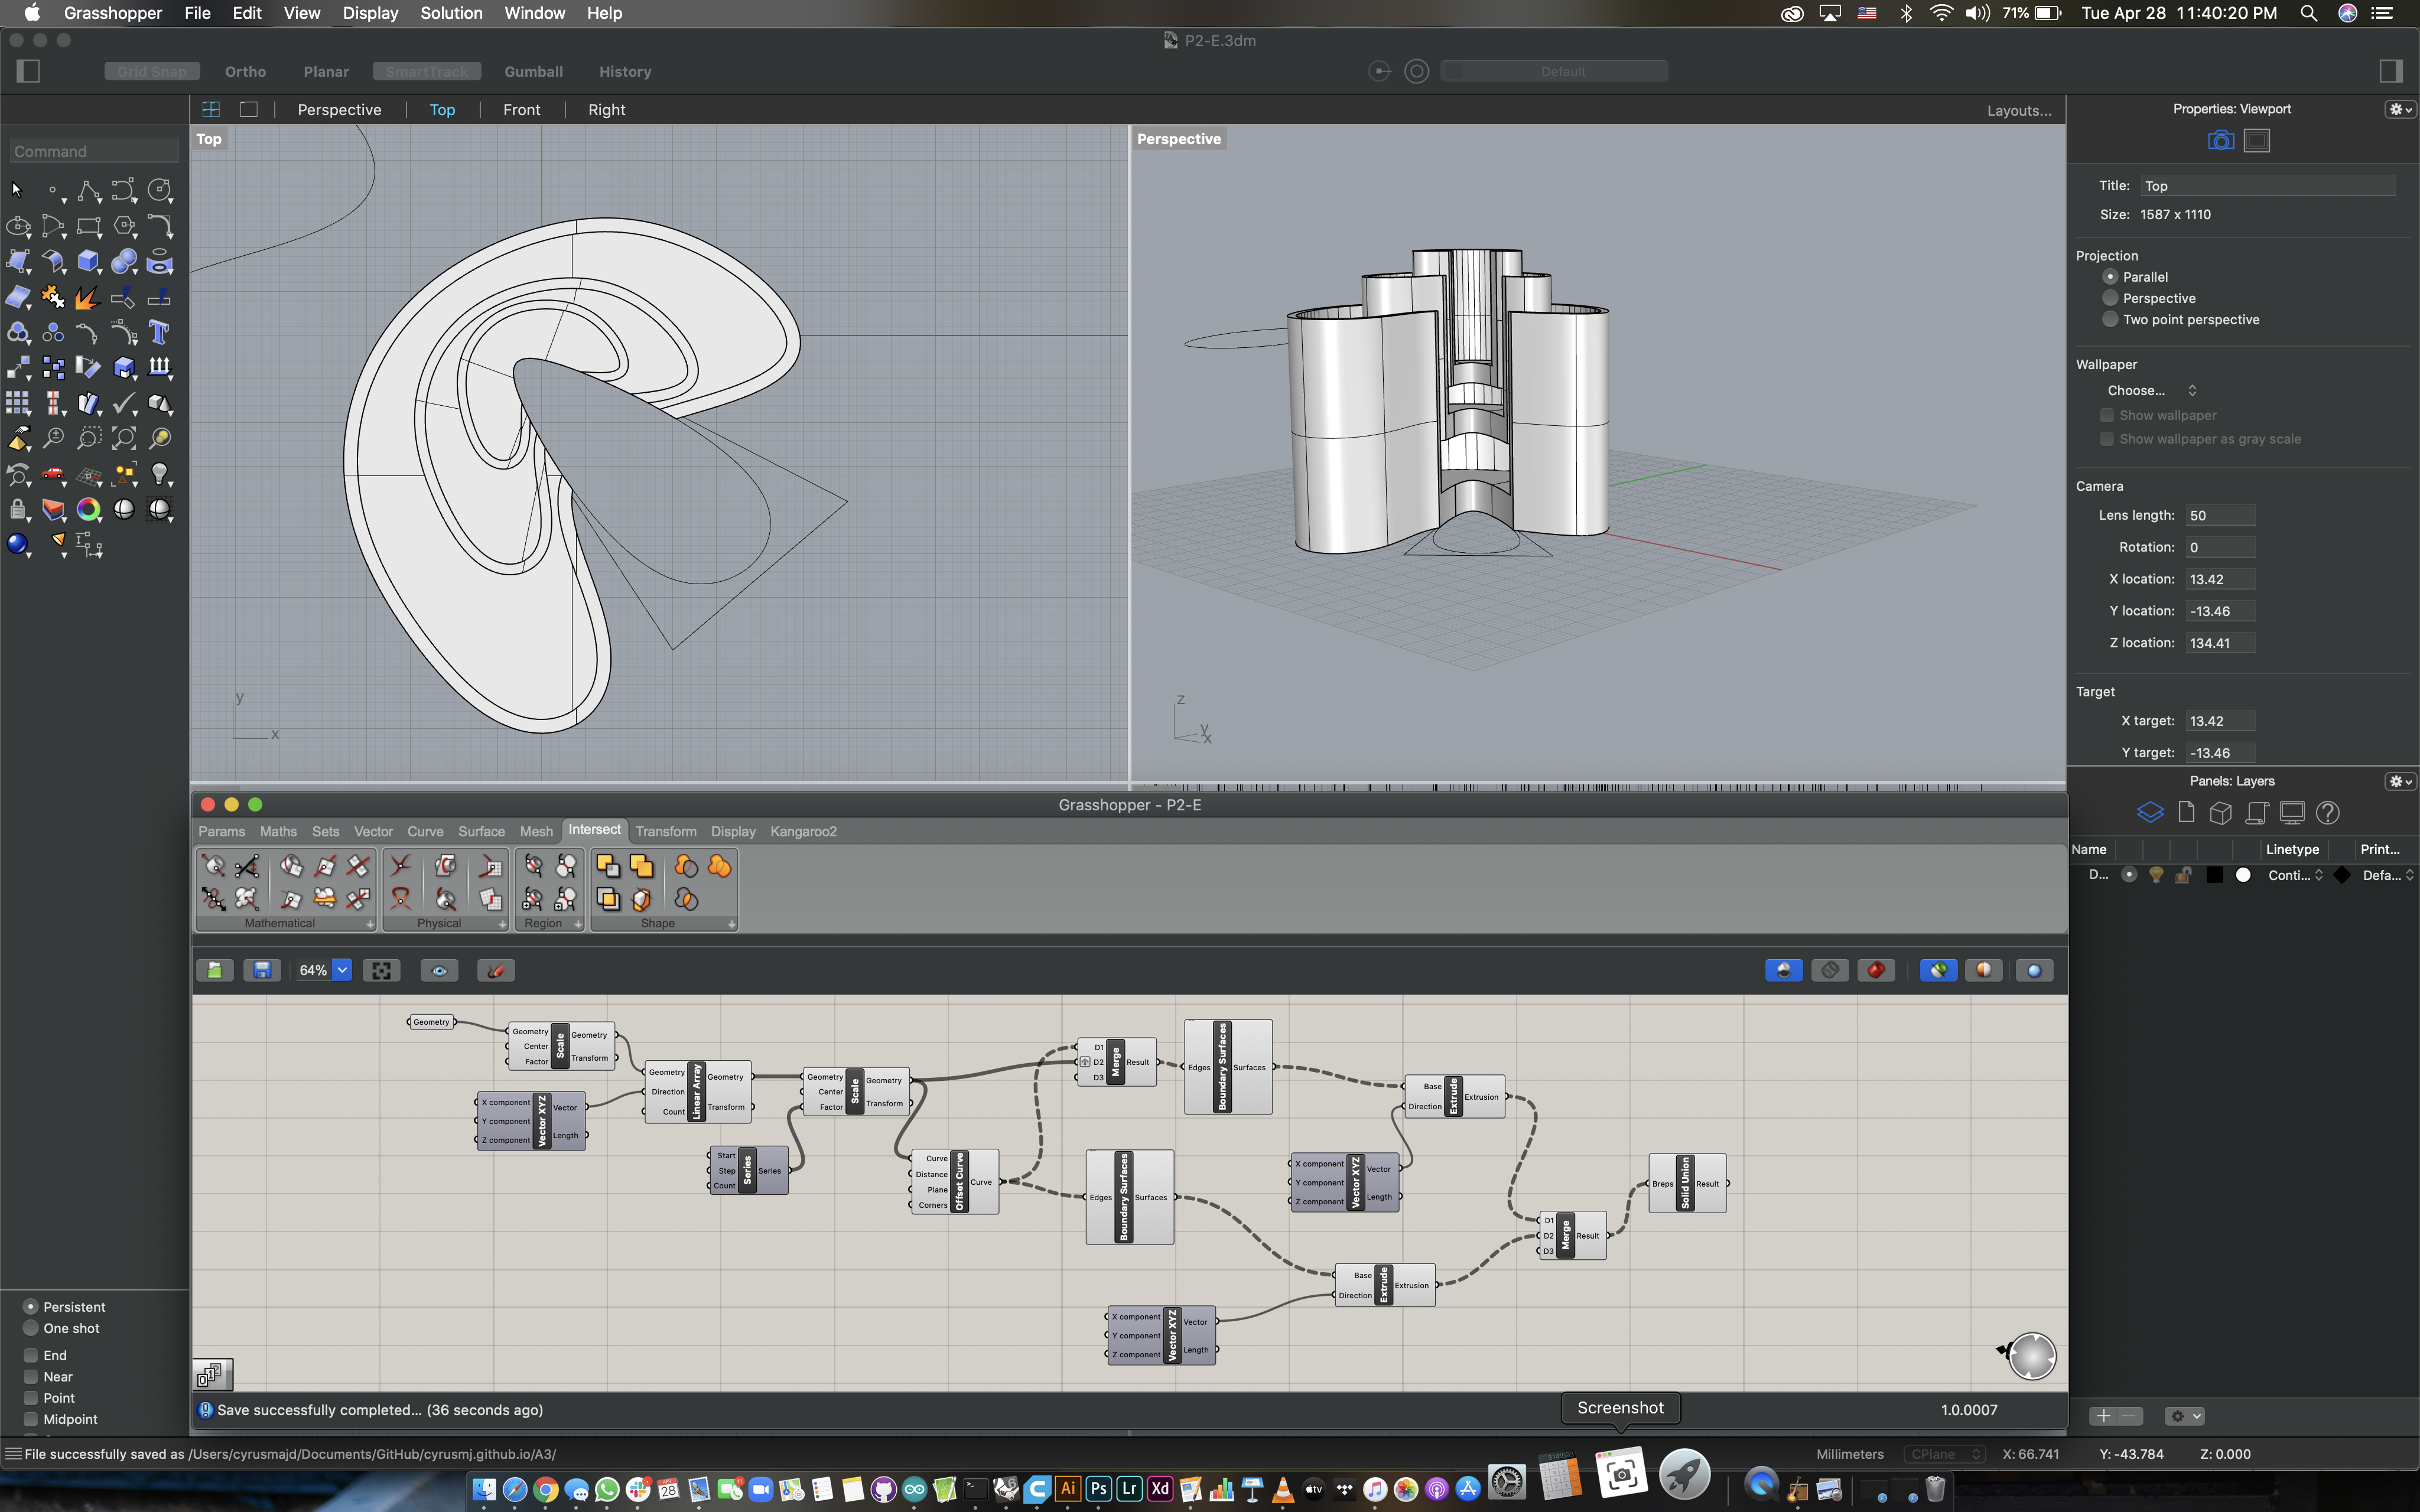 Grasshopper File Edit View Display Solution Window Help
71% Tue Apr 28 11:40:20 PM
P2-E.3dm
Grid Snap Ortho Planar SmartTrack Gumball History
Default
Perspective Top Front Right
Layouts...
Command
Top
y
x
Perspective
z
y
x
Properties: Viewport
Title: Top
Size: 1587 x 1110
Projection
Parallel
Perspective
Two point perspective
Wallpaper
Choose...
Show wallpaper
Show wallpaper as gray scale
Camera
Lens length: 50
Rotation: 0
X location: 13.42
Y location: -13.46
Z location: 134.41
Target
X target: 13.42
Y target: -13.46
Panels: Layers
Name Linetype Print...
D... Conti... Defa...
Grasshopper - P2-E
Params Maths Sets Vector Curve Surface Mesh Intersect Transform Display Kangaroo2
Mathematical Physical Region Shape
64%
Geometry
Geometry Center Factor Scale Geometry Transform
X component Y component Z component Vector XYZ Vector Length
Geometry Direction Count Linear Array Geometry Transform
Start Step Count Series Series
Geometry Center Factor Scale Geometry Transform
Curve Distance Plane Corners Offset Curve Curve
D1 D2 D3 Merge Result
Edges Boundary Surfaces Surfaces
Edges Boundary Surfaces Surfaces
X component Y component Z component Vector XYZ Vector Length
Base Direction Extrude Extrusion
X component Y component Z component Vector XYZ Vector Length
Base Direction Extrude Extrusion
D1 D2 D3 Merge Result
Breps Solid Union Result
Save successfully completed... (36 seconds ago)
1.0.0007
Screenshot
Persistent
One shot
End
Near
Point
Midpoint
File successfully saved as /Users/cyrusmajd/Documents/GitHub/cyrusmj.github.io/A3/
Millimeters CPlane X: 66.741 Y: -43.784 Z: 0.000
28 Ai Ps Lr Xd tv